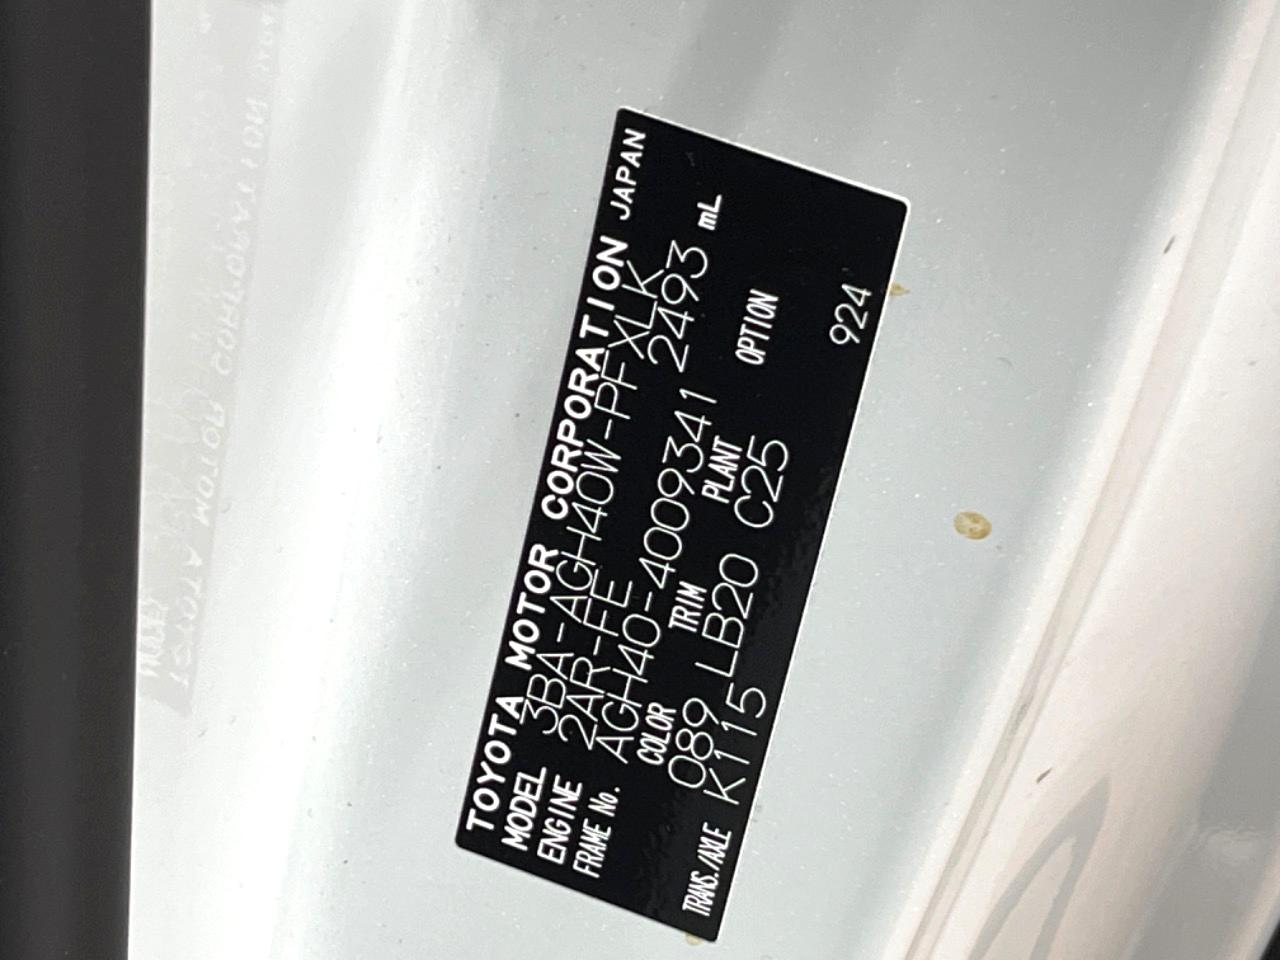 TOYOTA MOTOR CORPORATION JAPAN
MODEL 3BA-AGH40W-PFXLK
ENGINE 2AR-FE 2493 mL
FRAME No. AGH40-4009341
COLOR TRIM PLANT OPTION
089 LB20 C25
TRANS./AXLE K115 924